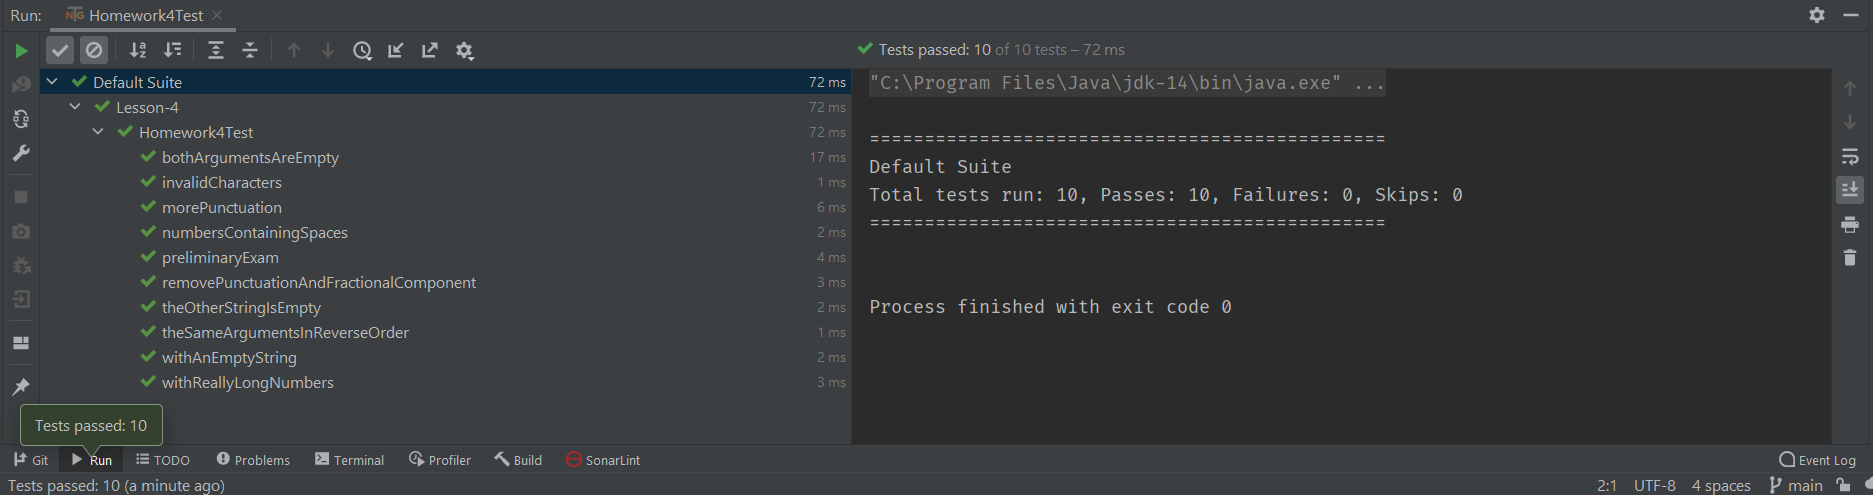 Run: Homework4Test
Tests passed: 10 of 10 tests – 72 ms
Default Suite 72 ms
Lesson-4 72 ms
Homework4Test 72 ms
bothArgumentsAreEmpty 17 ms
invalidCharacters 1 ms
morePunctuation 6 ms
numbersContainingSpaces 2 ms
preliminaryExam 4 ms
removePunctuationAndFractionalComponent 3 ms
theOtherStringIsEmpty 2 ms
theSameArgumentsInReverseOrder 1 ms
withAnEmptyString 2 ms
withReallyLongNumbers 3 ms
"C:\Program Files\Java\jdk-14\bin\java.exe" ...
===============================================
Default Suite
Total tests run: 10, Passes: 10, Failures: 0, Skips: 0
===============================================
Process finished with exit code 0
Tests passed: 10
Git Run TODO Problems Terminal Profiler Build SonarLint Event Log
Tests passed: 10 (a minute ago) 2:1 UTF-8 4 spaces main